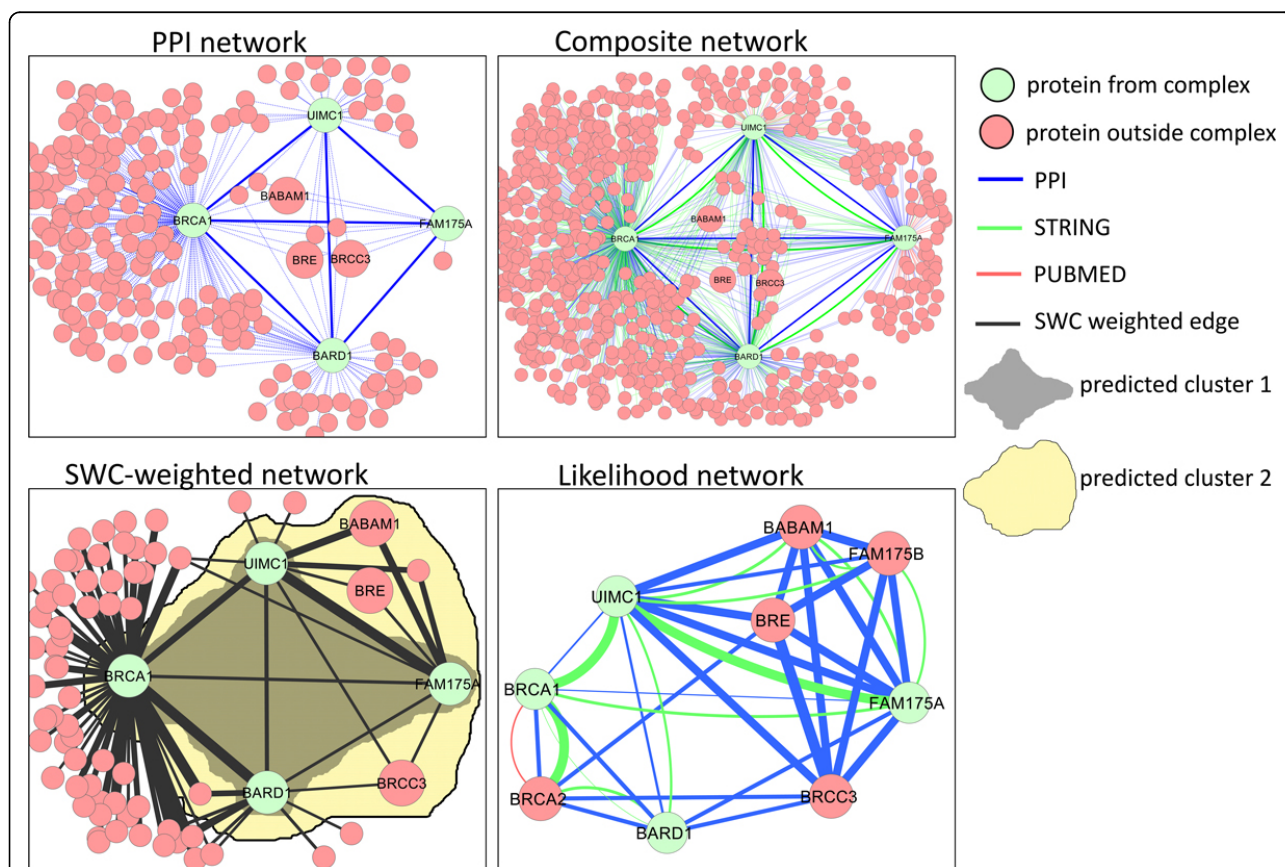 PPI network
UIMC1
BABAM1
BRCA1
FAM175A
BRE
BRCC3
BARD1
Composite network
UIMC1
BABAM1
BRCA1
FAM175A
BRE
BRCC3
BARD1
protein from complex
protein outside complex
PPI
STRING
PUBMED
SWC weighted edge
predicted cluster 1
predicted cluster 2
SWC-weighted network
BABAM1
UIMC1
BRE
BRCA1
FAM175A
BRCC3
BARD1
Likelihood network
BABAM1
FAM175B
UIMC1
BRE
BRCA1
FAM175A
BRCA2
BRCC3
BARD1